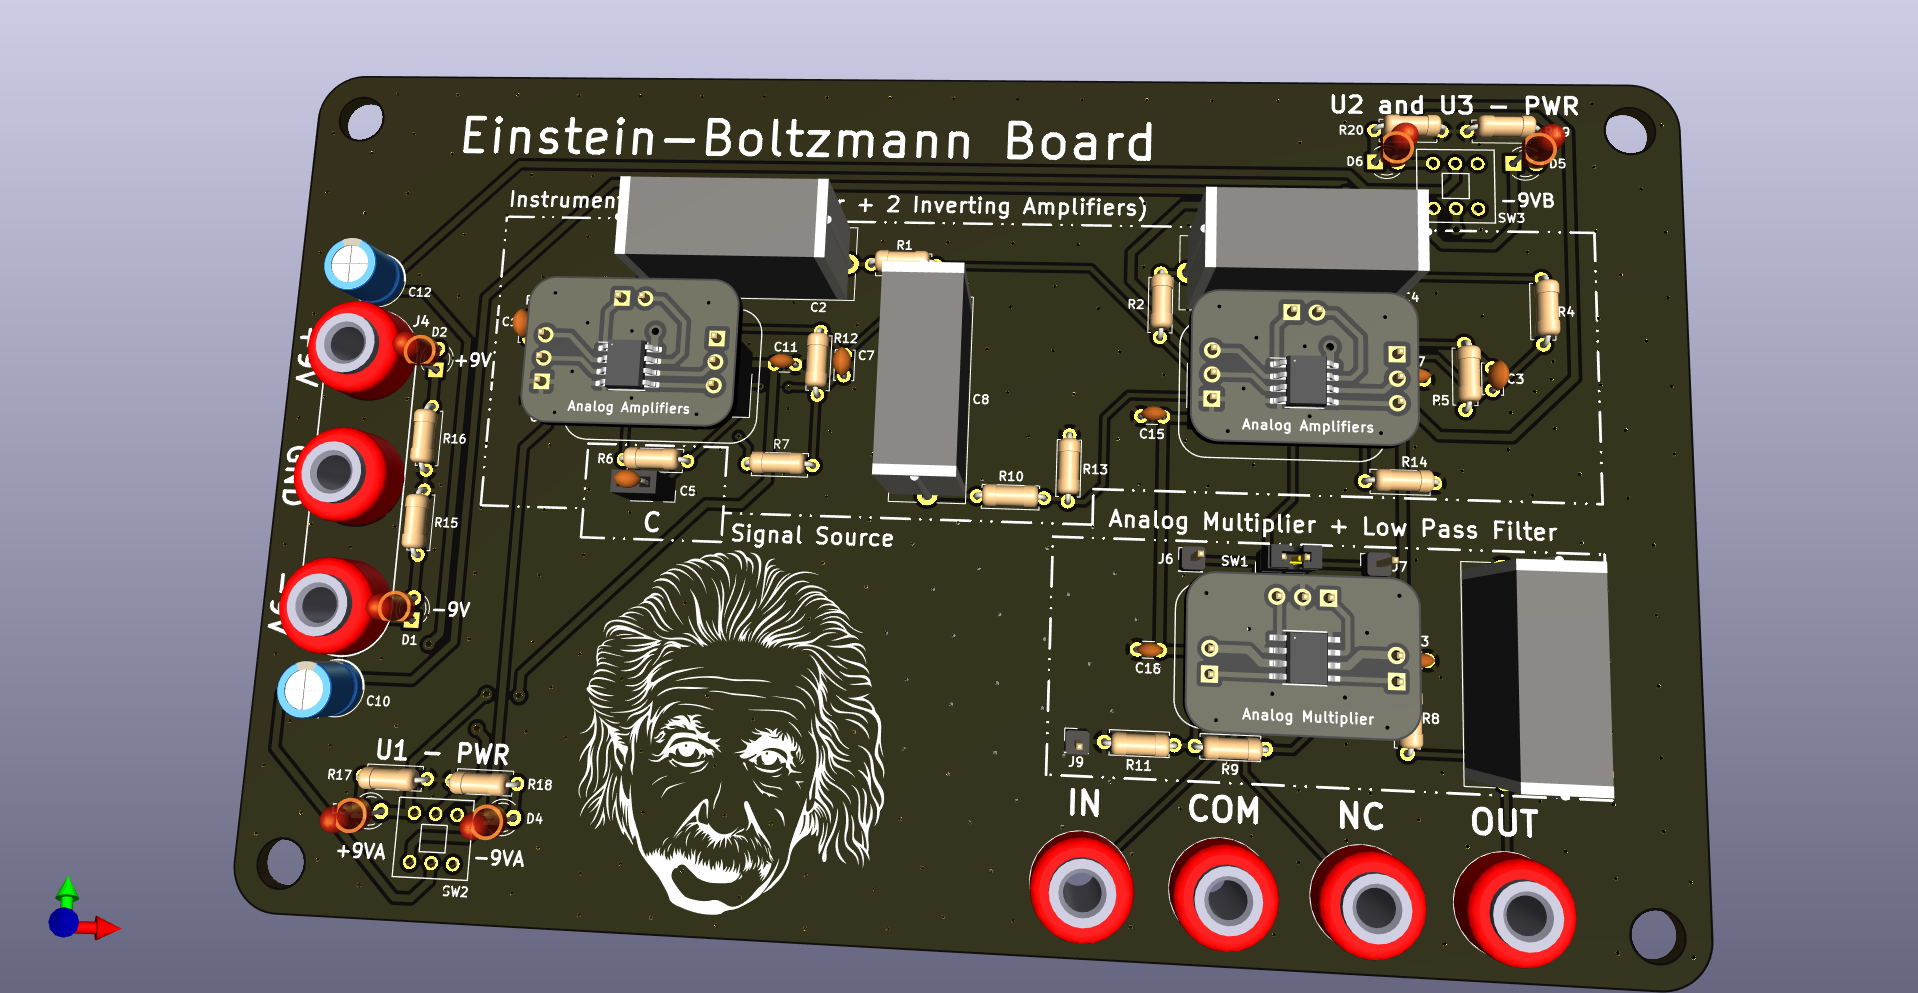 U2 and U3 - PWR
Einstein-Boltzmann Board
R20
D6
D5
-9VB
SW3
+ 2 Inverting Amplifiers)
R1
C12
C2
R2
R4
J4
D2
+9V
R12
C11
C7
C3
R5
C8
Analog Amplifiers
C15
Analog Amplifiers
R16
R7
R6
R13
R14
GND
C5
R10
R15
C
Signal Source
Analog Multiplier + Low Pass Filter
J6
SW1
J7
-9V
D1
C16
C10
Analog Multiplier
R8
U1 - PWR
R17
R18
J9
R11
R9
D4
+9VA
-9VA
SW2
IN
COM
NC
OUT